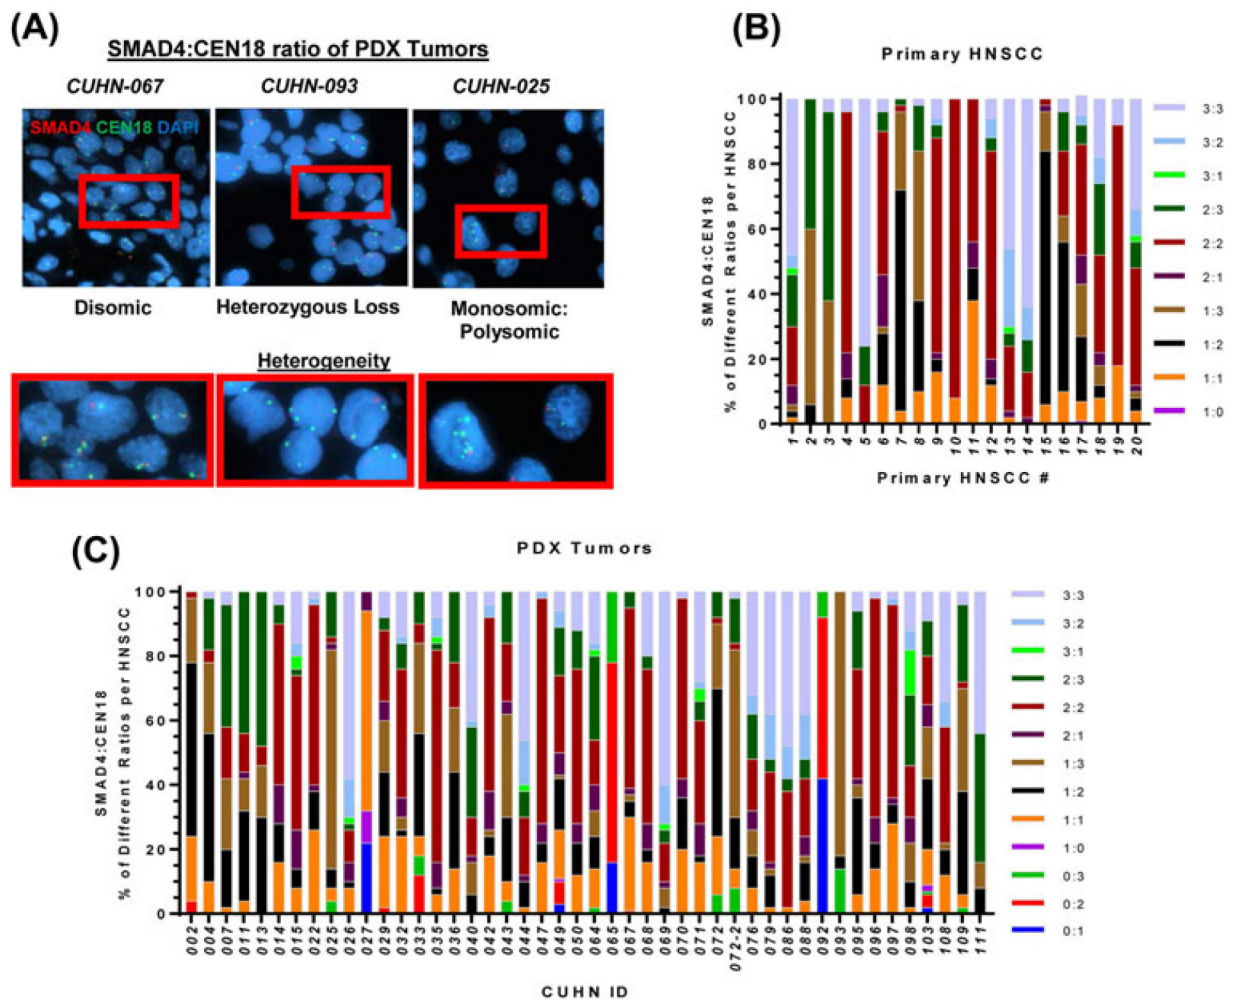 (A)
SMAD4:CEN18 ratio of PDX Tumors
CUHN-067 CUHN-093 CUHN-025
SMAD4 CEN18 DAPI
Disomic Heterozygous Loss Monosomic:
Polysomic
Heterogeneity
(B)
Primary HNSCC
SMAD4:CEN18
% of Different Ratios per HNSCC
100
80
60
40
20
0
1 2 3 4 5 6 7 8 9 10 11 12 13 14 15 16 17 18 19 20
Primary HNSCC #
3:3
3:2
3:1
2:3
2:2
2:1
1:3
1:2
1:1
1:0
(C)
PDX Tumors
SMAD4:CEN18
% of Different Ratios per HNSCC
100
80
60
40
20
0
002 004 007 011 013 014 015 022 025 026 027 029 032 033 035 036 040 042 043 044 047 049 050 064 065 067 068 069 070 071 072 072-2 076 079 086 088 092 093 095 096 097 098 103 108 109 111
CUHN ID
3:3
3:2
3:1
2:3
2:2
2:1
1:3
1:2
1:1
1:0
0:3
0:2
0:1